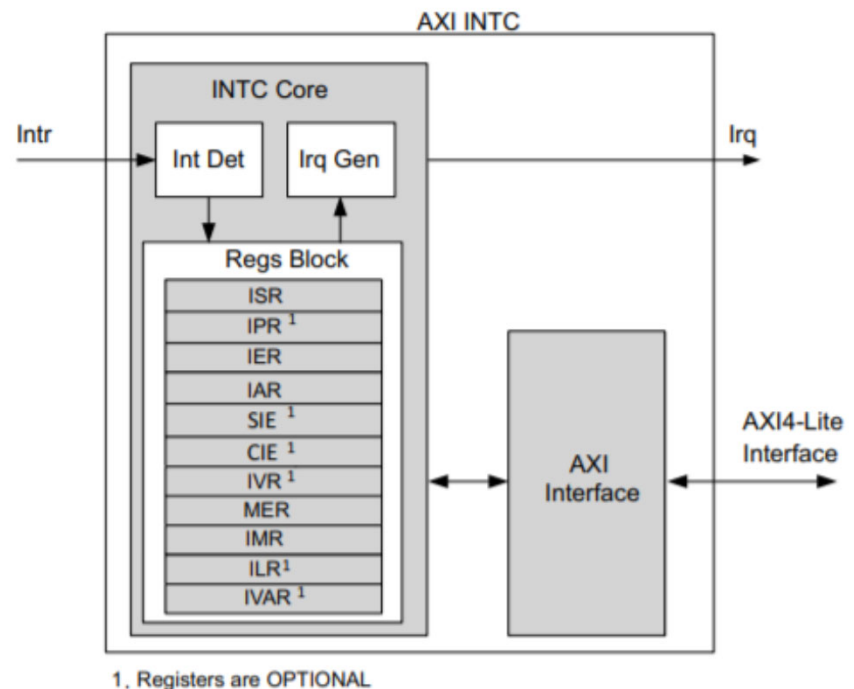 AXI INTC
INTC Core
Intr
Int Det
Irq Gen
Irq
Regs Block
ISR
IPR 1
IER
IAR
SIE 1
CIE 1
IVR 1
MER
IMR
ILR1
IVAR 1
AXI
Interface
AXI4-Lite
Interface
1, Registers are OPTIONAL